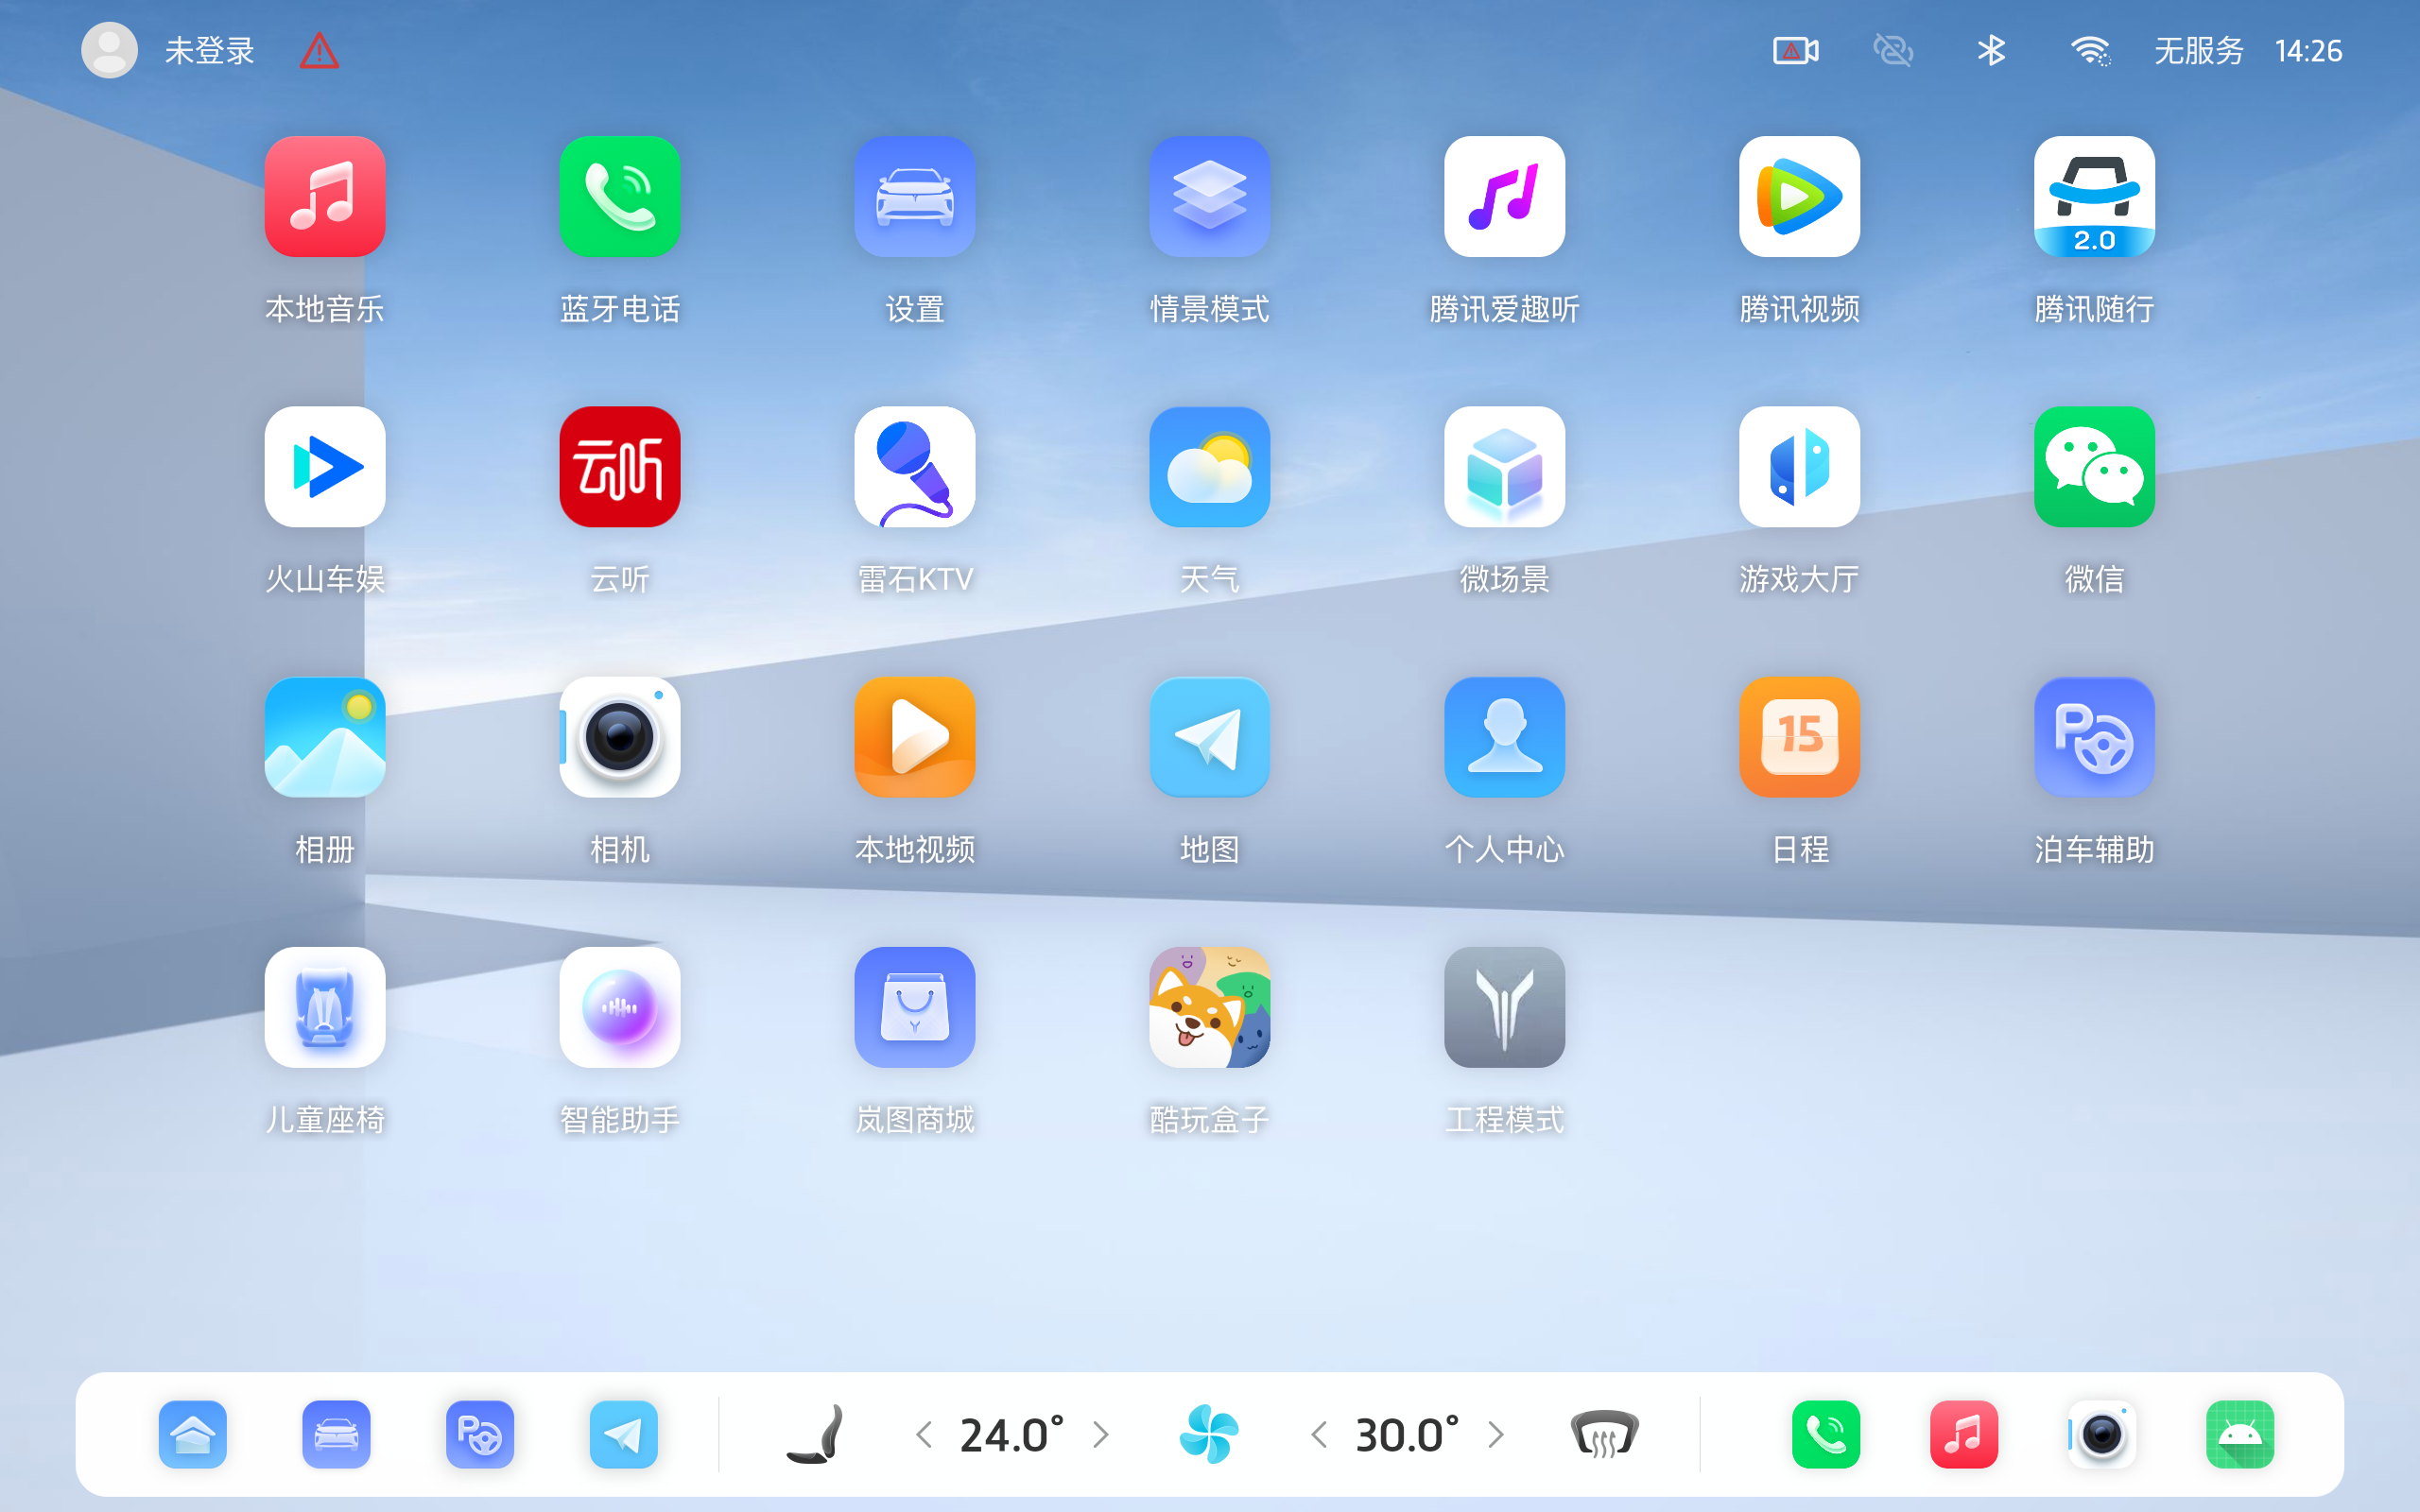 未登录
无服务 14:26
2.0
本地音乐 蓝牙电话 设置 情景模式 腾讯爱趣听 腾讯视频 腾讯随行
云听
火山车娱 云听 雷石KTV 天气 微场景 游戏大厅 微信
15
P
相册 相机 本地视频 地图 个人中心 日程 泊车辅助
儿童座椅 智能助手 岚图商城 酷玩盒子 工程模式
P 24.0° 30.0°